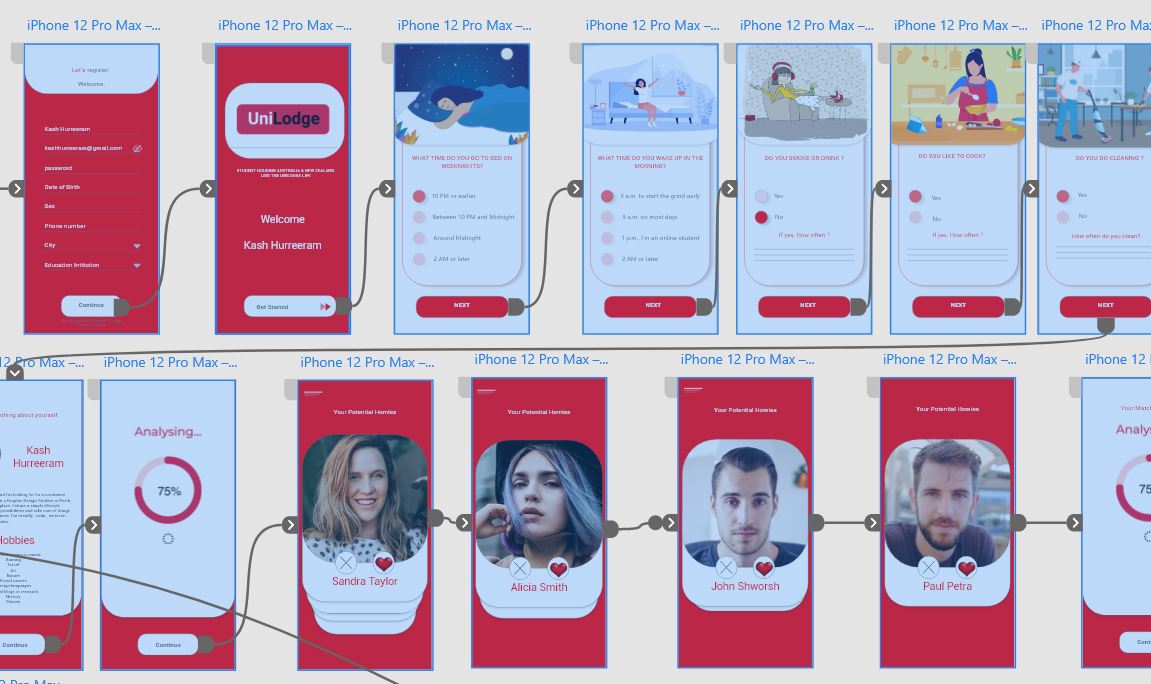 iPhone 12 Pro Max –...
iPhone 12 Pro Max –...
iPhone 12 Pro Max –...
iPhone 12 Pro Max –...
iPhone 12 Pro Max –...
iPhone 12 Pro Max –...
iPhone 12 Pro Max
Let's register
Welcome.
Kash Hurreeram
kashhurreeram@gmail.com
password
Date of Birth
Sex
Phone number
City
Education Intitution
Continue
UniLodge
STUDENT HOUSING AUSTRALIA & NEW ZEALAND
LIVE THE UNILODGE LIFE
Welcome
Kash Hurreeram
Get Started
WHAT TIME DO YOU GO TO BED ON
WEEKNIGHTS?
10 PM or earlier
Between 10 PM and Midnight
Around Midnight
2 AM or later
NEXT
WHAT TIME DO YOU WAKE UP IN THE
MORNING?
5 a.m. to start the grind early
9 a.m. on most days
1 p.m., I'm an online student
2 AM or later
NEXT
DO YOU SMOKE OR DRINK ?
Yes
No
If yes, How often ?
NEXT
DO YOU LIKE TO COOK?
Yes
No
If yes, How often ?
NEXT
DO YOU DO CLEANING ?
Yes
No
How often do you clean?
NEXT
12 Pro Max –...
iPhone 12 Pro Max –...
iPhone 12 Pro Max –...
iPhone 12 Pro Max –...
iPhone 12 Pro Max –...
iPhone 12 Pro Max –...
iPhone 12
thing about yourself.
Kash
Hurreeram
Hobbies
Continue
Analysing...
75%
Continue
Your Potential Homies
Sandra Taylor
Your Potential Homies
Alicia Smith
Your Potential Homies
John Shworsh
Your Potential Homies
Paul Petra
Your Matc
Analys
75
Cont